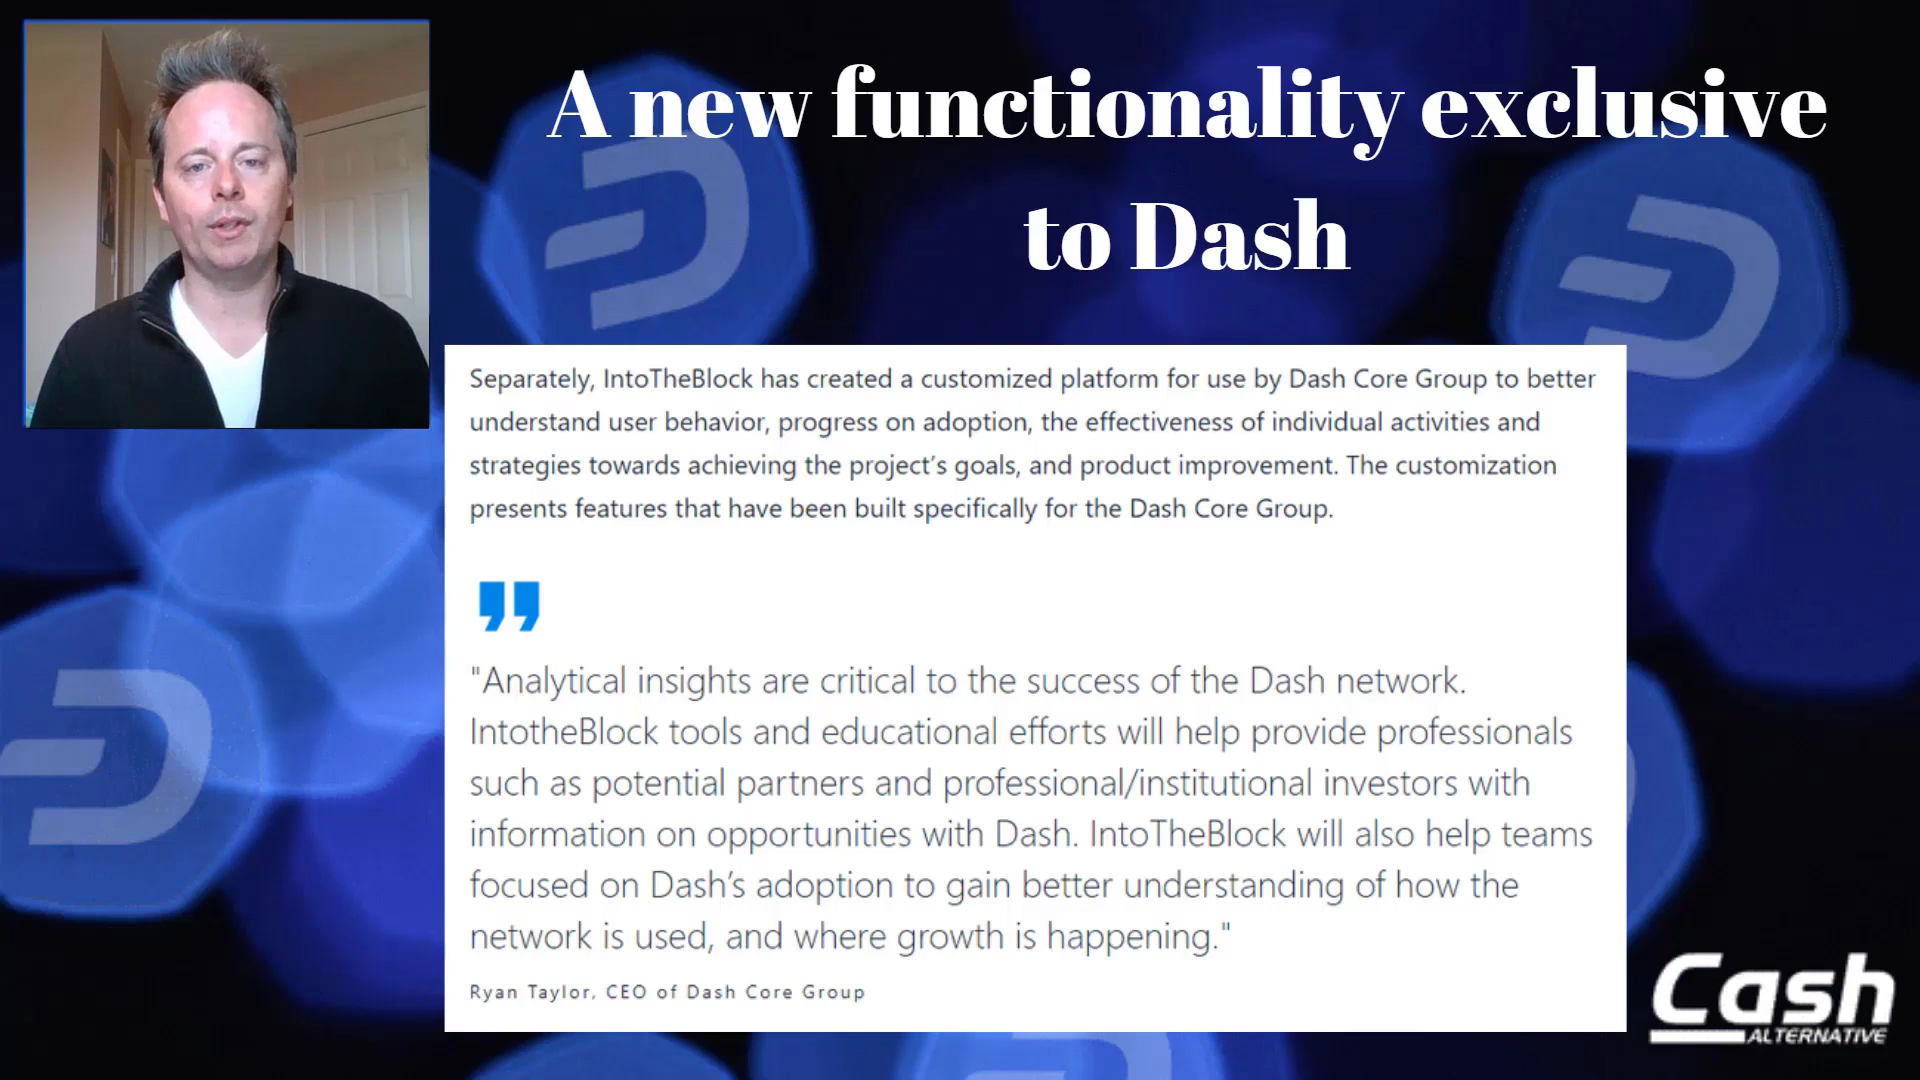 A new functionality exclusive
to Dash
Separately, IntoTheBlock has created a customized platform for use by Dash Core Group to better
understand user behavior, progress on adoption, the effectiveness of individual activities and
strategies towards achieving the project's goals, and product improvement. The customization
presents features that have been built specifically for the Dash Core Group.
"Analytical insights are critical to the success of the Dash network.
IntotheBlock tools and educational efforts will help provide professionals
such as potential partners and professional/institutional investors with
information on opportunities with Dash. IntoTheBlock will also help teams
focused on Dash’s adoption to gain better understanding of how the
network is used, and where growth is happening."
Ryan Taylor, CEO of Dash Core Group
Cash
ALTERNATIVE